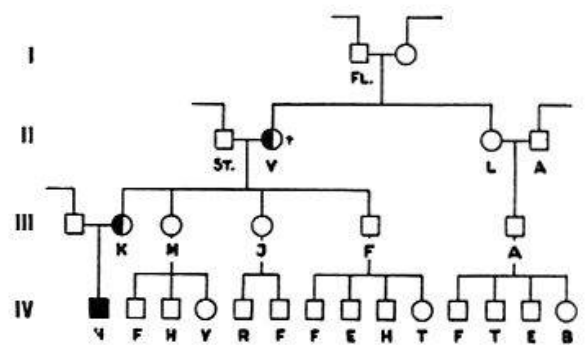 I
FL.
II
ST. V † L A
III
K M J F A
IV
Ч F H Y R F F E H T F T E B